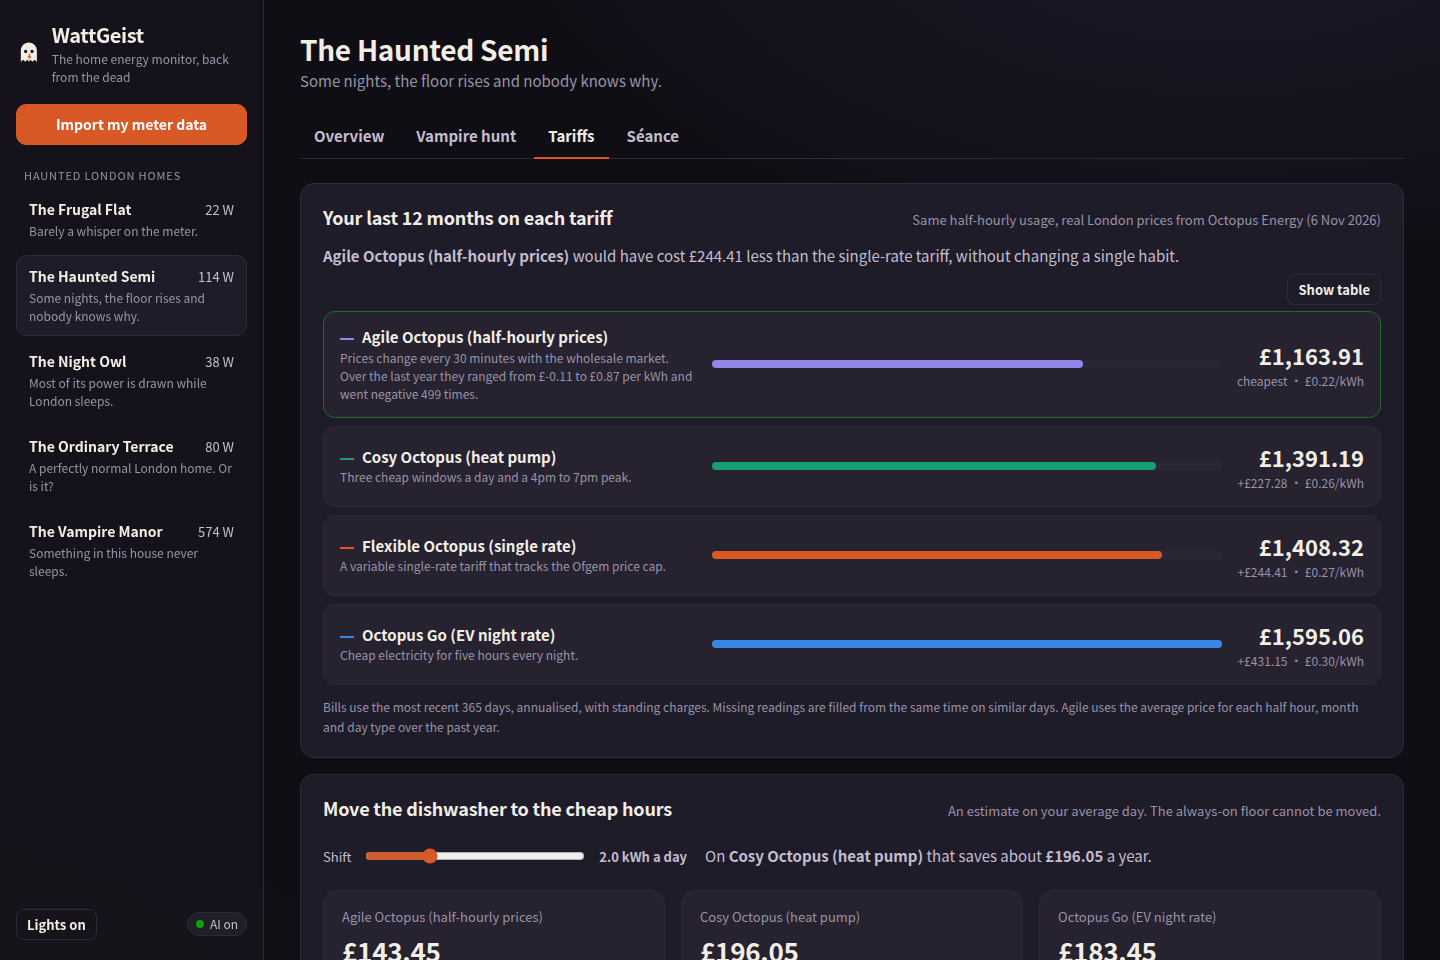 WattGeist
The home energy monitor, back
from the dead
Import my meter data
HAUNTED LONDON HOMES
The Frugal Flat 22 W
Barely a whisper on the meter.
The Haunted Semi 114 W
Some nights, the floor rises and
nobody knows why.
The Night Owl 38 W
Most of its power is drawn while
London sleeps.
The Ordinary Terrace 80 W
A perfectly normal London home. Or
is it?
The Vampire Manor 574 W
Something in this house never
sleeps.
Lights on
AI on
The Haunted Semi
Some nights, the floor rises and nobody knows why.
Overview Vampire hunt Tariffs Séance
Your last 12 months on each tariff
Same half-hourly usage, real London prices from Octopus Energy (6 Nov 2026)
Agile Octopus (half-hourly prices) would have cost £244.41 less than the single-rate tariff, without changing a single habit.
Show table
Agile Octopus (half-hourly prices)
Prices change every 30 minutes with the wholesale market.
Over the last year they ranged from £-0.11 to £0.87 per kWh and
went negative 499 times.
£1,163.91
cheapest • £0.22/kWh
Cosy Octopus (heat pump)
Three cheap windows a day and a 4pm to 7pm peak.
£1,391.19
+£227.28 • £0.26/kWh
Flexible Octopus (single rate)
A variable single-rate tariff that tracks the Ofgem price cap.
£1,408.32
+£244.41 • £0.27/kWh
Octopus Go (EV night rate)
Cheap electricity for five hours every night.
£1,595.06
+£431.15 • £0.30/kWh
Bills use the most recent 365 days, annualised, with standing charges. Missing readings are filled from the same time on similar days. Agile uses the average price for each half hour, month
and day type over the past year.
Move the dishwasher to the cheap hours
An estimate on your average day. The always-on floor cannot be moved.
Shift 2.0 kWh a day On Cosy Octopus (heat pump) that saves about £196.05 a year.
Agile Octopus (half-hourly prices)
£143.45
Cosy Octopus (heat pump)
£196.05
Octopus Go (EV night rate)
£183.45